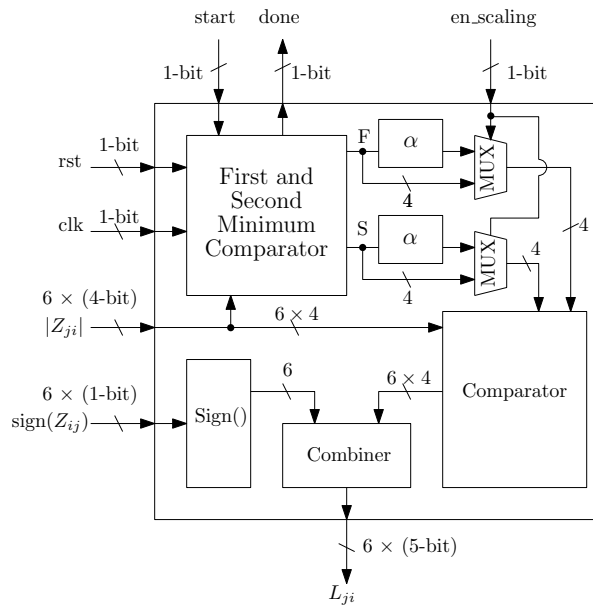 start
done
en_scaling
1-bit
1-bit
1-bit
rst
1-bit
clk
1-bit
First and
Second
Minimum
Comparator
F
α
4
MUX
S
α
4
MUX
4
4
6 × (4-bit)
|Z_{ji}|
6 × 4
6 × (1-bit)
sign(Z_{ij})
Sign()
6
6 × 4
Comparator
Combiner
6 × (5-bit)
L_{ji}